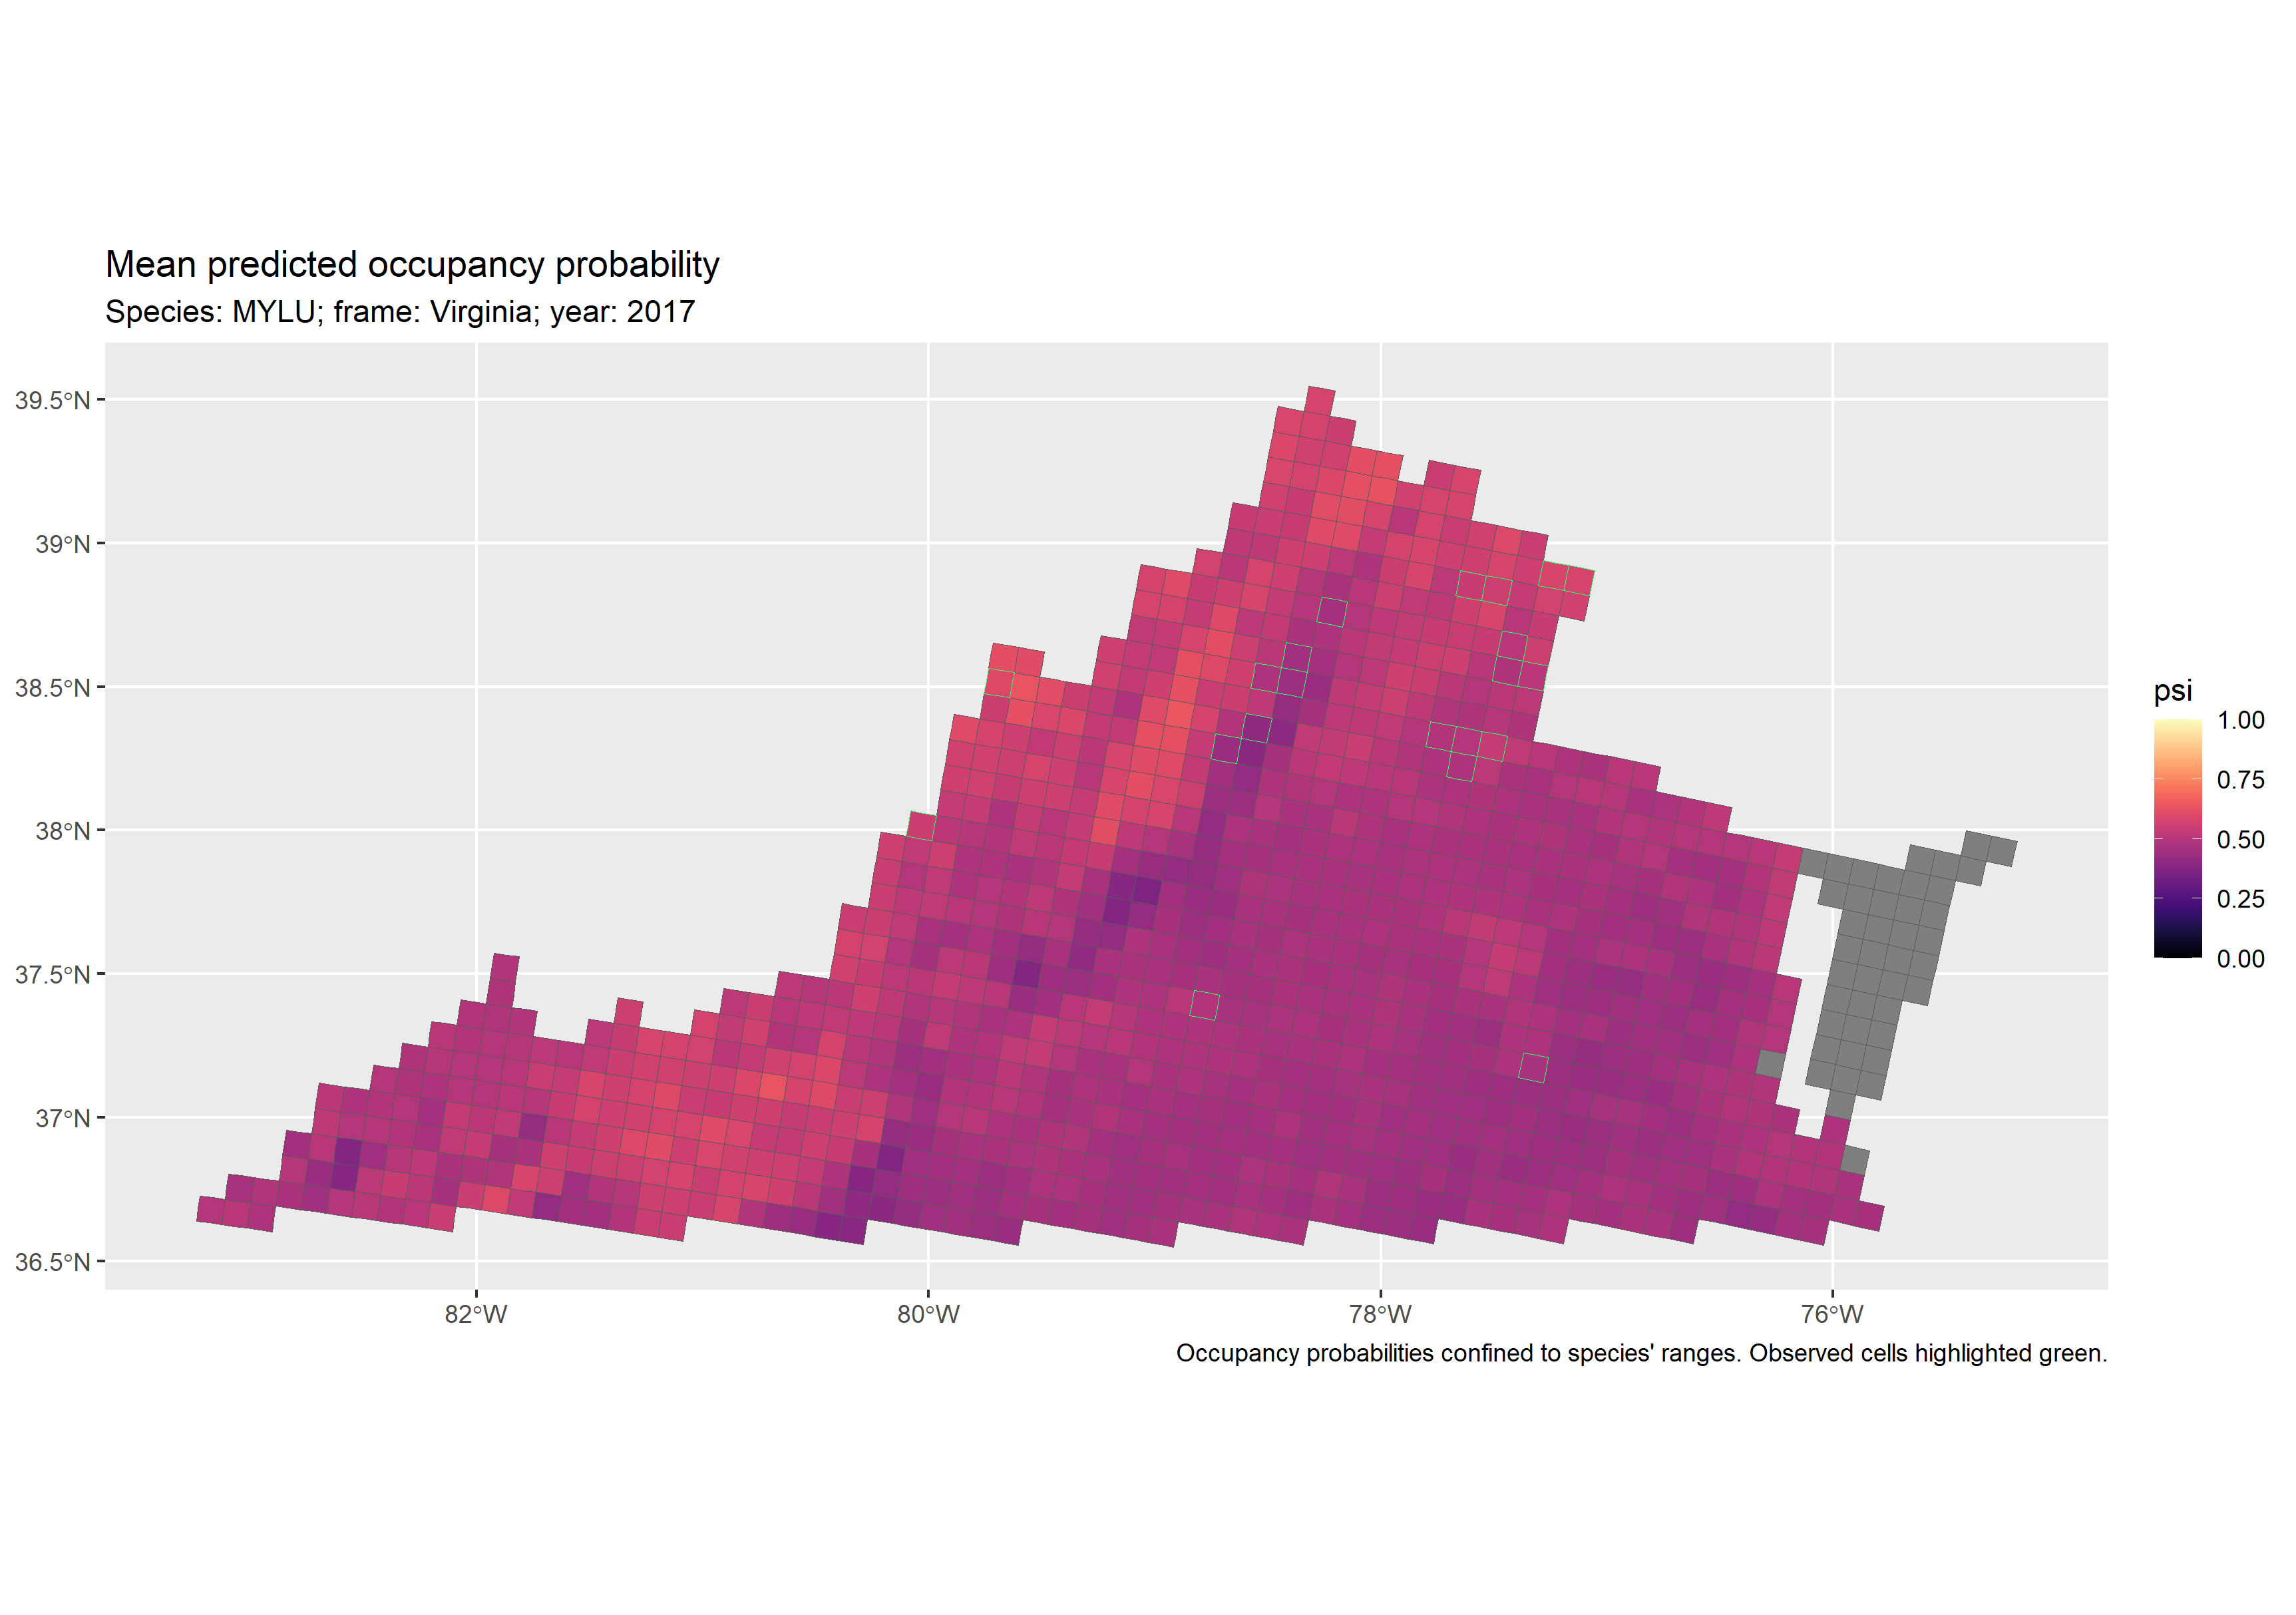 Mean predicted occupancy probability
Species: MYLU; frame: Virginia; year: 2017
39.5°N
39°N
38.5°N
38°N
37.5°N
37°N
36.5°N
82°W
80°W
78°W
76°W
psi
1.00
0.75
0.50
0.25
0.00
Occupancy probabilities confined to species' ranges. Observed cells highlighted green.